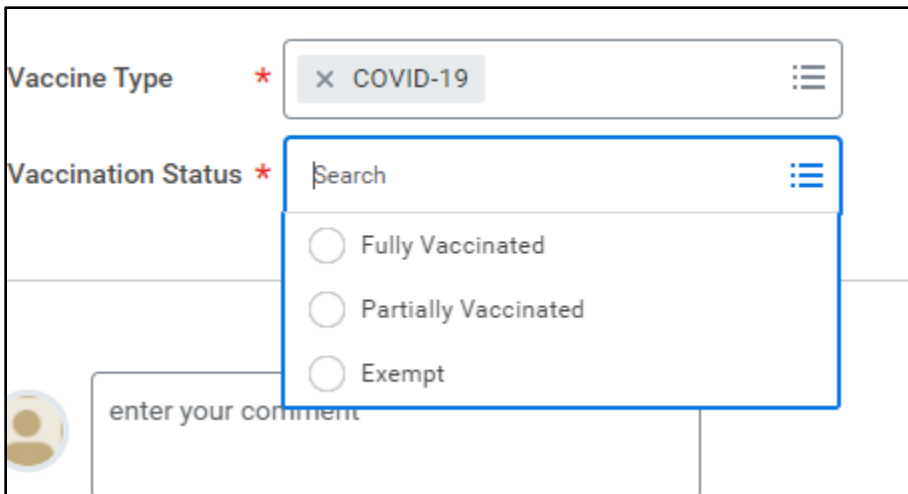 Vaccine Type * × COVID-19
Vaccination Status * Search
Fully Vaccinated
Partially Vaccinated
Exempt
enter your comment